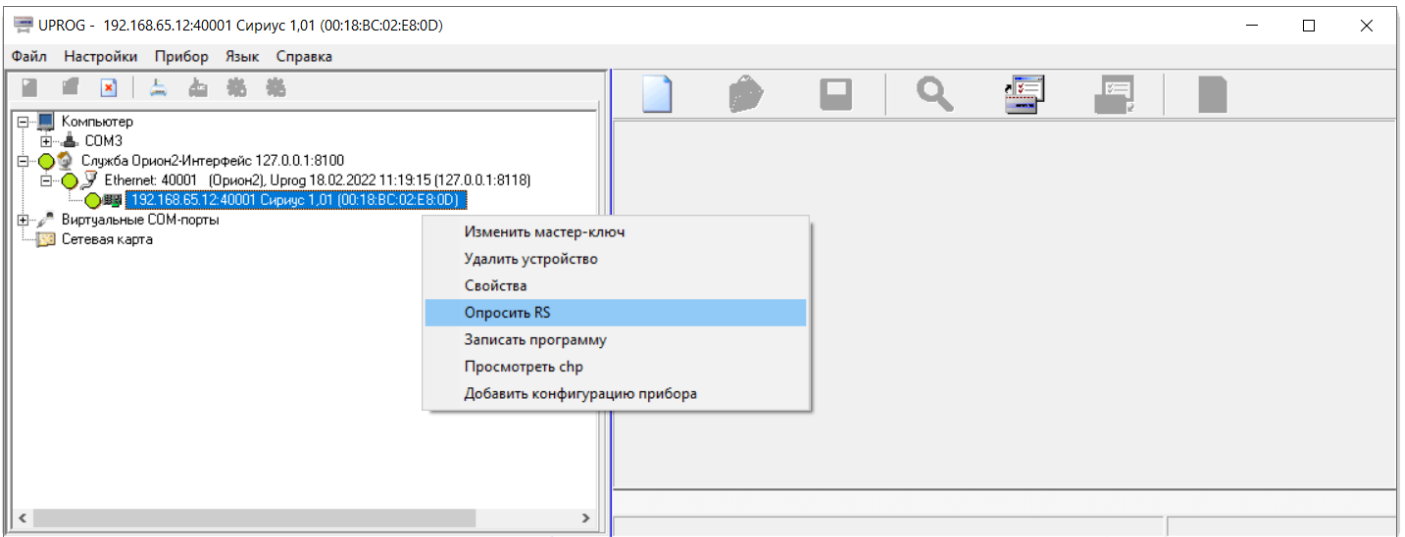 UPROG - 192.168.65.12:40001 Сириус 1,01 (00:18:BC:02:E8:0D)
Файл Настройки Прибор Язык Справка
Компьютер
COM3
Служба Орион2-Интерфейс 127.0.0.1:8100
Ethernet: 40001 (Орион2), Uprog 18.02.2022 11:19:15 (127.0.0.1:8118)
192.168.65.12:40001 Сириус 1,01 (00:18:BC:02:E8:0D)
Виртуальные COM-порты
Сетевая карта
Изменить мастер-ключ
Удалить устройство
Свойства
Опросить RS
Записать программу
Просмотреть chp
Добавить конфигурацию прибора